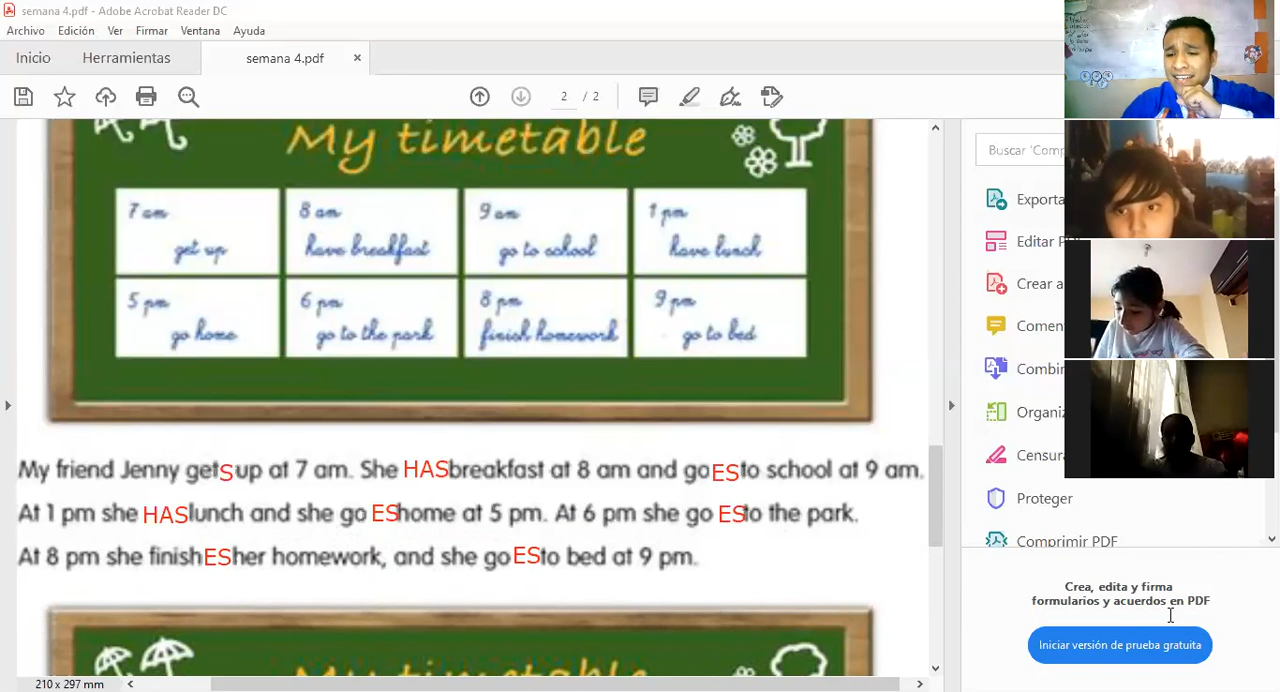 semana 4.pdf - Adobe Acrobat Reader DC
Archivo Edición Ver Firmar Ventana Ayuda
Inicio Herramientas semana 4.pdf ×
2 / 2
My timetable
7 am 8 am 9 am 1 pm
get up have breakfast go to school have lunch
5 pm 6 pm 8 pm 9 pm
go home go to the park finish homework go to bed
My friend Jenny getS up at 7 am. She HAS breakfast at 8 am and goES to school at 9 am.
At 1 pm she HAS lunch and she go ES home at 5 pm. At 6 pm she go ES to the park.
At 8 pm she finishES her homework, and she go ES to bed at 9 pm.
My timetable
210 x 297 mm
Buscar 'Comp
Exporta
Editar PD
Crear a
Comen
Combin
Organiz
Censura
Proteger
Comprimir PDF
Crea, edita y firma
formularios y acuerdos en PDF
Iniciar versión de prueba gratuita